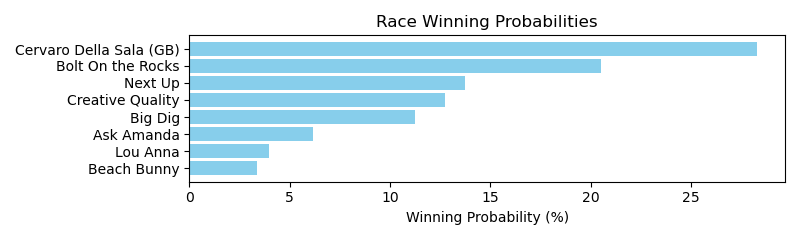 Race Winning Probabilities
Cervaro Della Sala (GB)
Bolt On the Rocks
Next Up
Creative Quality
Big Dig
Ask Amanda
Lou Anna
Beach Bunny
0 5 10 15 20 25
Winning Probability (%)